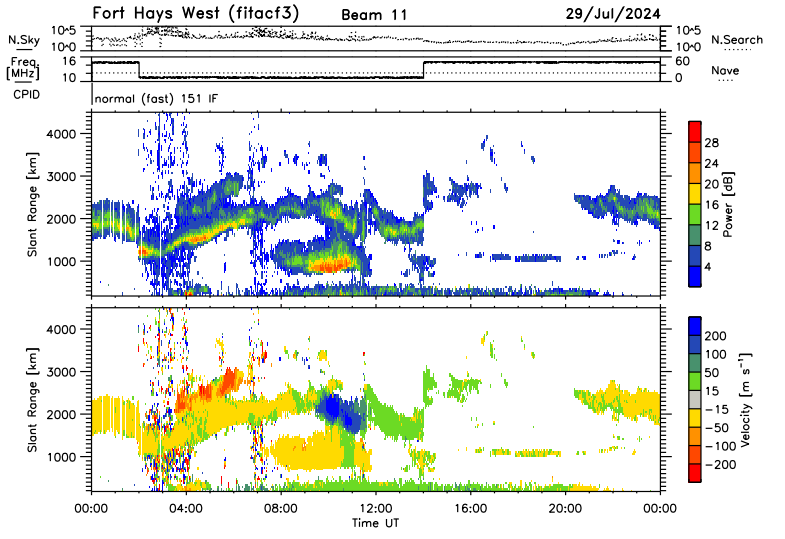 Fort Hays West (fitacf3) Beam 11 29/Jul/2024
N.Sky 10^5 10^0 10^5 10^0 N.Search
Freq. [MHz] 16 10 60 0 Nave
CPID normal (fast) 151 IF
Slant Range [km]
4000
3000
2000
1000
Power [dB]
28
24
20
16
12
8
4
Slant Range [km]
4000
3000
2000
1000
Velocity [m s⁻¹]
200
100
50
15
−15
−50
−100
−200
00:00 04:00 08:00 12:00 16:00 20:00 00:00
Time UT